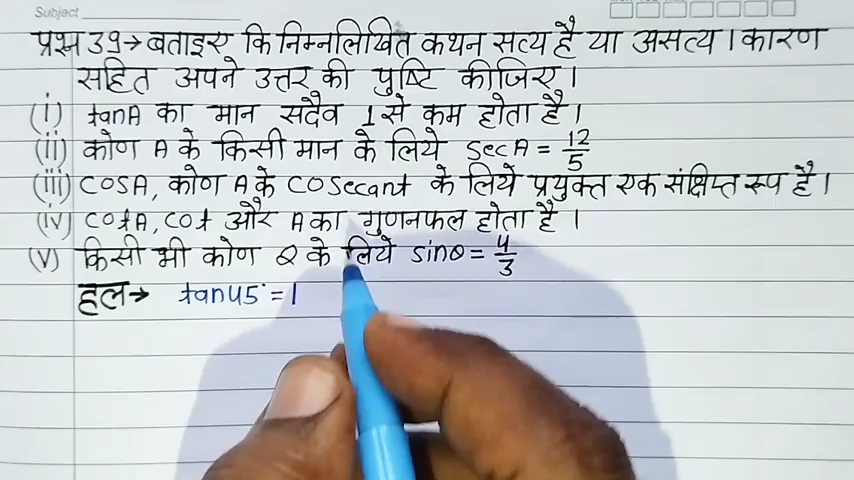 Subject
प्रश्न 39→ बताइए कि निम्नलिखित कथन सत्य है या असत्य । कारण
सहित अपने उत्तर की पुष्टि कीजिए ।
(i) tanA का मान सदैव 1 से कम होता है ।
(ii) कोण A के किसी मान के लिये secA = 12/5
(iii) cosA, कोण A के cosecant के लिये प्रयुक्त एक संक्षिप्त रूप है ।
(iv) cotA, cot और A का गुणनफल होता है ।
(v) किसी भी कोण θ के लिये sinθ = 4/3
हल→ tan45° = 1